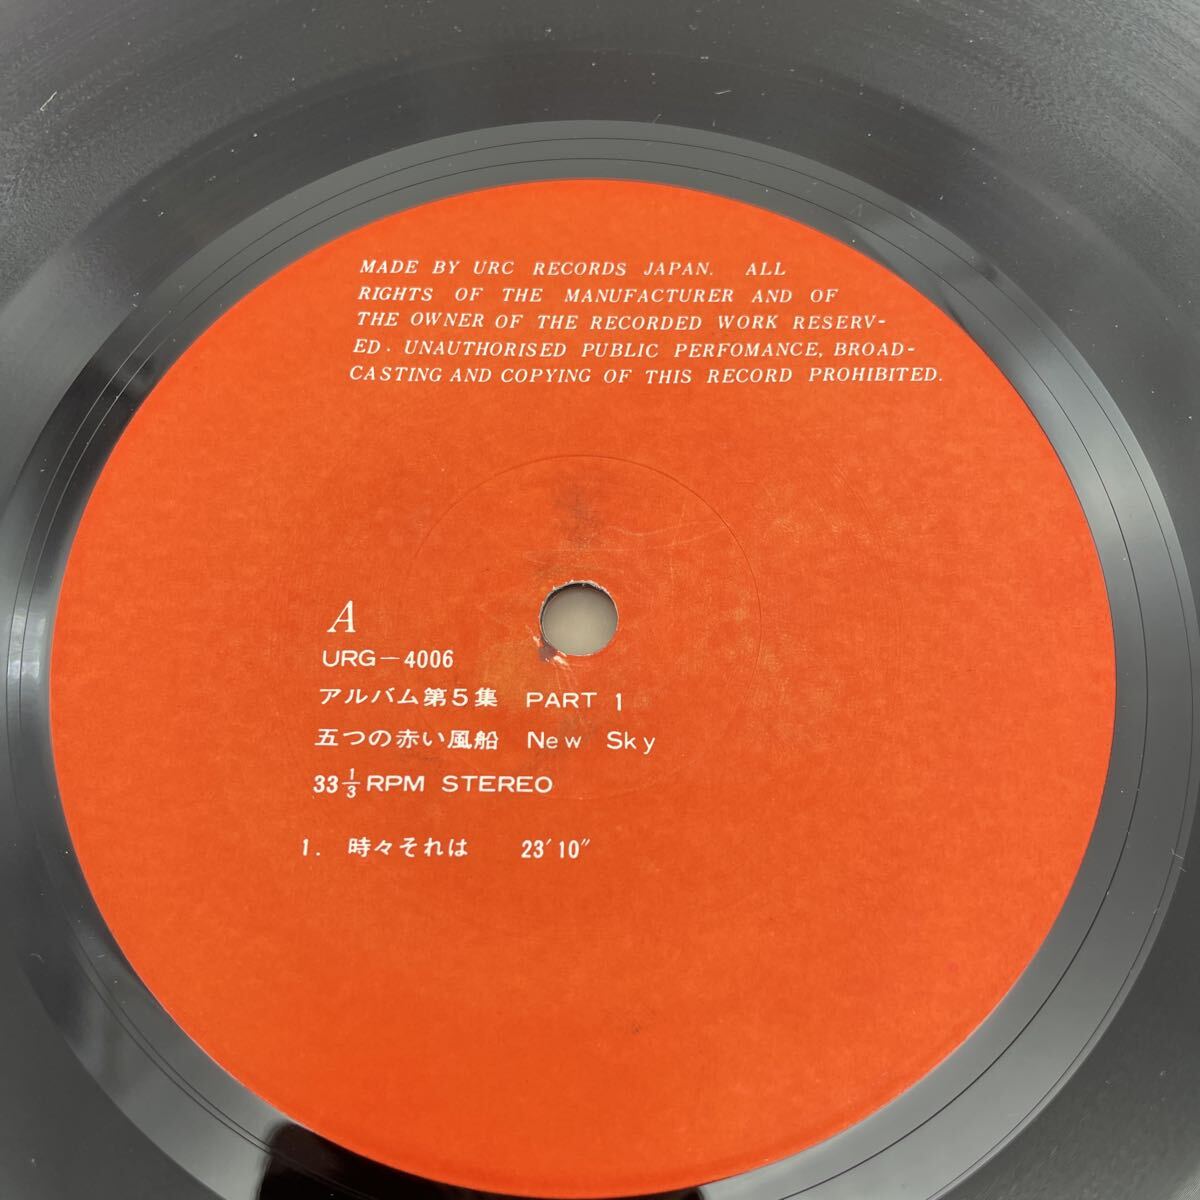 MADE BY URC RECORDS JAPAN. ALL
RIGHTS OF THE MANUFACTURER AND OF
THE OWNER OF THE RECORDED WORK RESERV-
ED. UNAUTHORISED PUBLIC PERFOMANCE, BROAD-
CASTING AND COPYING OF THIS RECORD PROHIBITED.
A
URG-4006
アルバム第5集 PART 1
五つの赤い風船 New Sky
33 1/3 RPM STEREO
1. 時々それは 23′10″